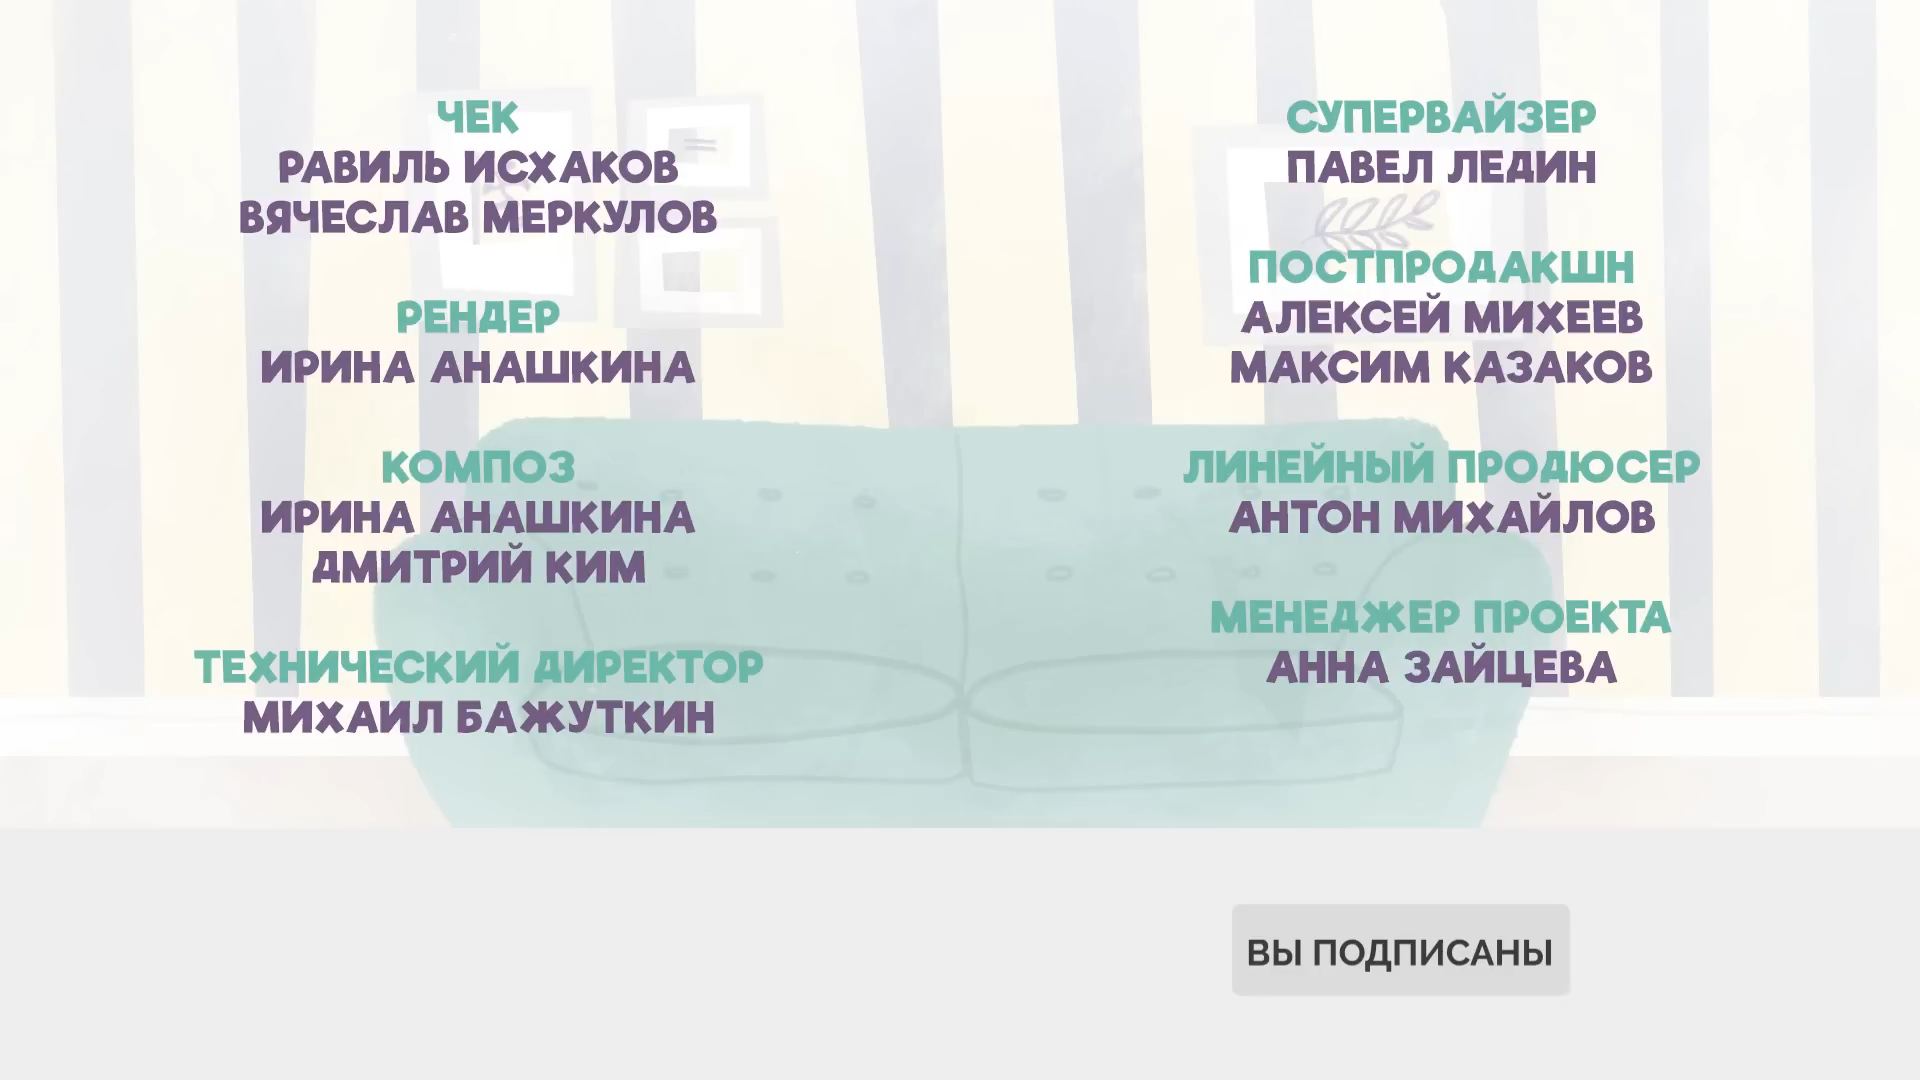 ЧЕК
РАВИЛЬ ИСХАКОВ
ВЯЧЕСЛАВ МЕРКУЛОВ
РЕНДЕР
ИРИНА АНАШКИНА
КОМПОЗ
ИРИНА АНАШКИНА
ДМИТРИЙ КИМ
ТЕХНИЧЕСКИЙ ДИРЕКТОР
МИХАИЛ БАЖУТКИН
СУПЕРВАЙЗЕР
ПАВЕЛ ЛЕДИН
ПОСТПРОДАКШН
АЛЕКСЕЙ МИХЕЕВ
МАКСИМ КАЗАКОВ
ЛИНЕЙНЫЙ ПРОДЮСЕР
АНТОН МИХАЙЛОВ
МЕНЕДЖЕР ПРОЕКТА
АННА ЗАЙЦЕВА
ВЫ ПОДПИСАНЫ